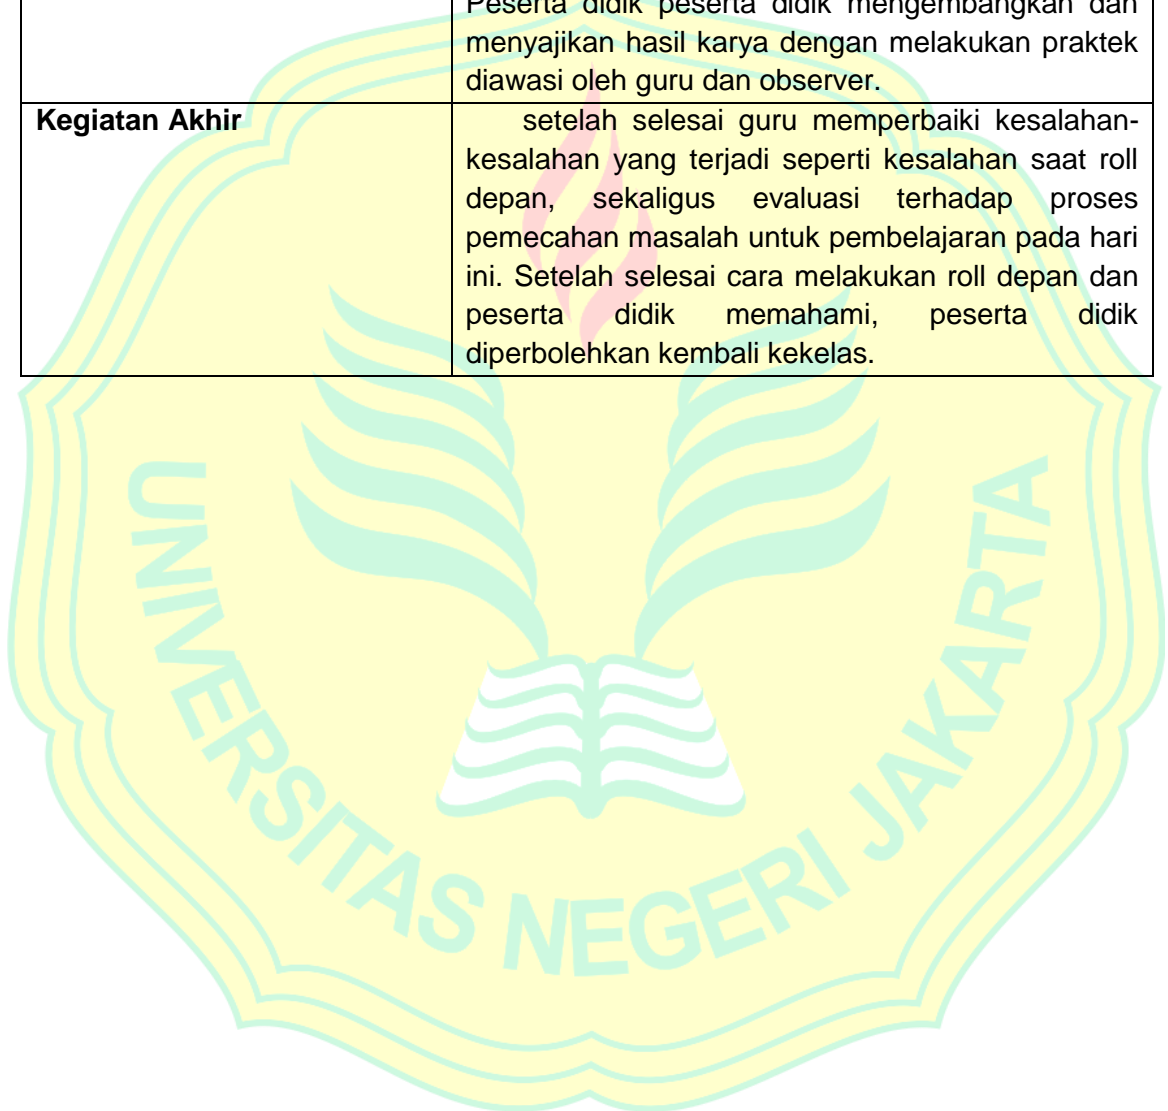 Peserta didik peserta didik mengembangkan dan
menyajikan hasil karya dengan melakukan praktek
diawasi oleh guru dan observer.
Kegiatan Akhir
setelah selesai guru memperbaiki kesalahan-
kesalahan yang terjadi seperti kesalahan saat roll
depan, sekaligus evaluasi terhadap proses
pemecahan masalah untuk pembelajaran pada hari
ini. Setelah selesai cara melakukan roll depan dan
peserta didik memahami, peserta didik
diperbolehkan kembali kekelas.
UNIVERSITAS NEGERI JAKARTA